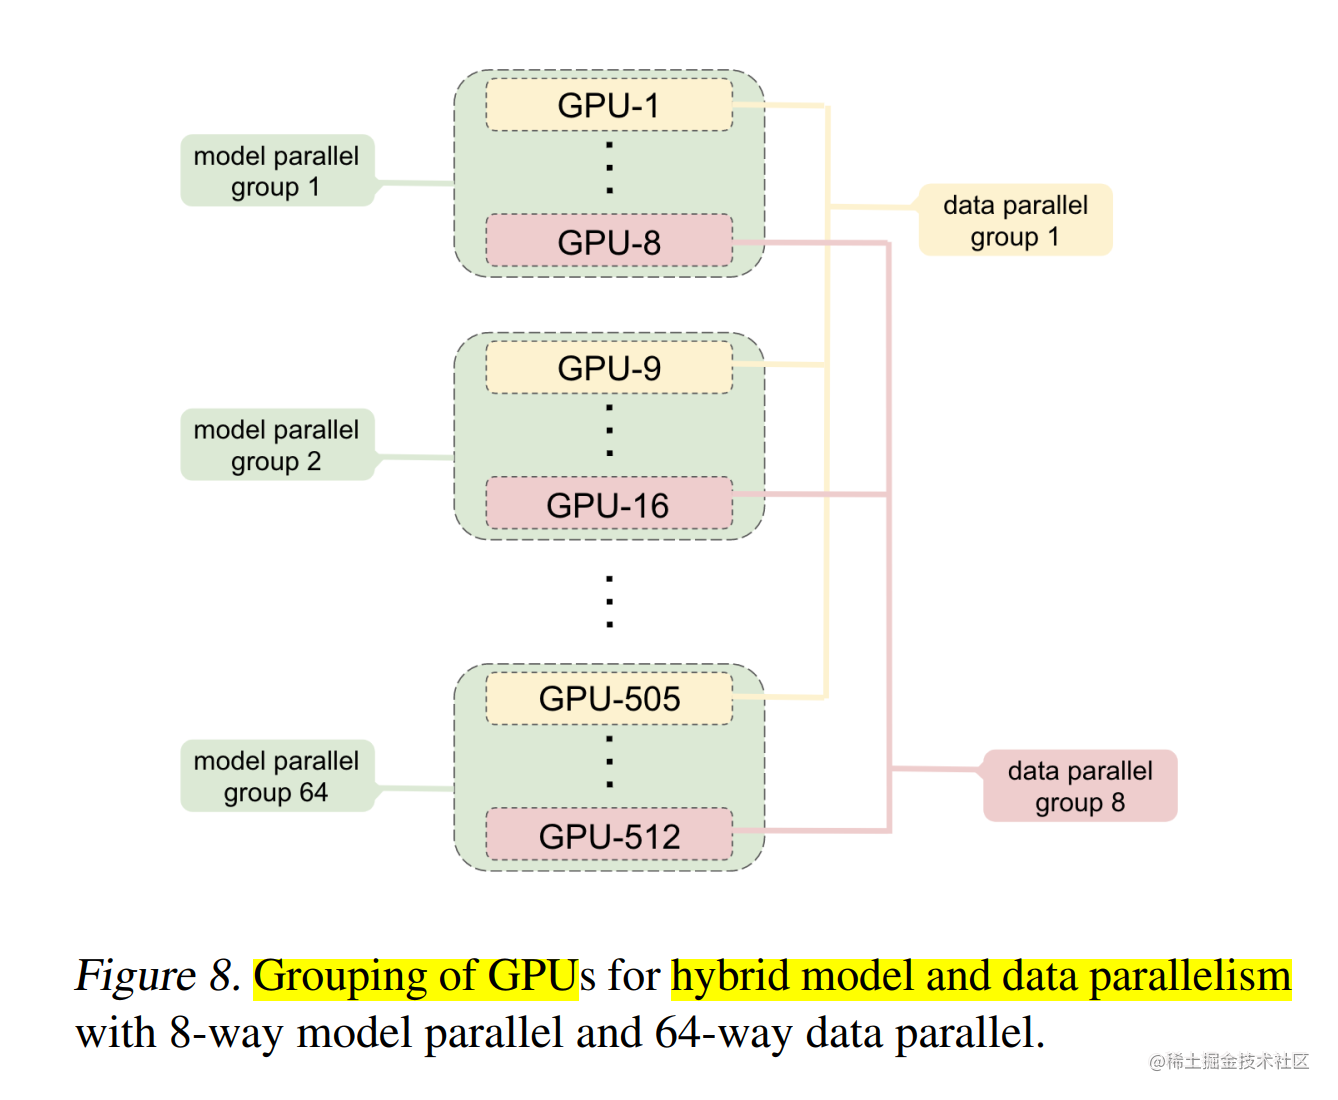 GPU-1
model parallel
group 1
data parallel
group 1
GPU-8
GPU-9
model parallel
group 2
GPU-16
GPU-505
model parallel
group 64
data parallel
group 8
GPU-512
Figure 8. Grouping of GPUs for hybrid model and data parallelism
with 8-way model parallel and 64-way data parallel.
@稀土掘金技术社区